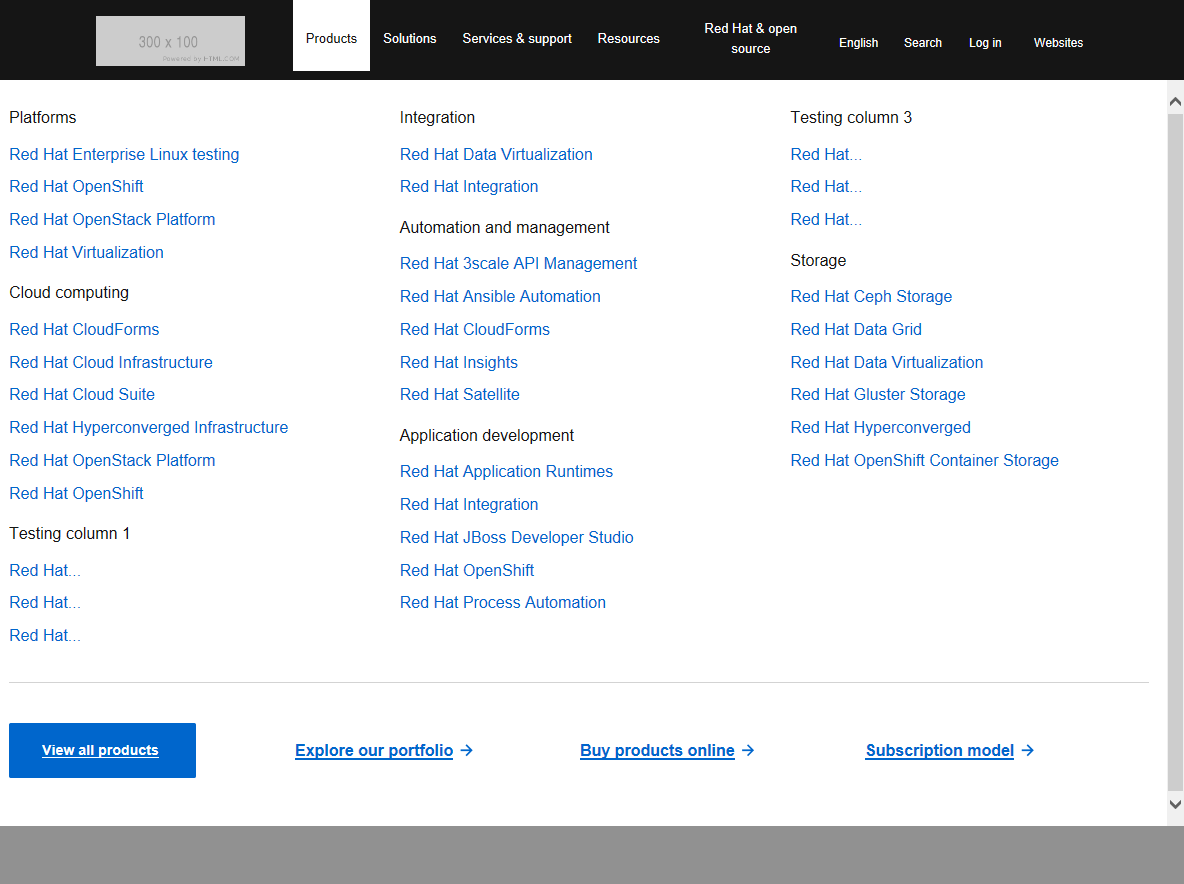 300 x 100
Powered by HTML.COM
Products
Solutions
Services & support
Resources
Red Hat & open
source
English
Search
Log in
Websites
Platforms
Red Hat Enterprise Linux testing
Red Hat OpenShift
Red Hat OpenStack Platform
Red Hat Virtualization
Cloud computing
Red Hat CloudForms
Red Hat Cloud Infrastructure
Red Hat Cloud Suite
Red Hat Hyperconverged Infrastructure
Red Hat OpenStack Platform
Red Hat OpenShift
Testing column 1
Red Hat...
Red Hat...
Red Hat...
Integration
Red Hat Data Virtualization
Red Hat Integration
Automation and management
Red Hat 3scale API Management
Red Hat Ansible Automation
Red Hat CloudForms
Red Hat Insights
Red Hat Satellite
Application development
Red Hat Application Runtimes
Red Hat Integration
Red Hat JBoss Developer Studio
Red Hat OpenShift
Red Hat Process Automation
Testing column 3
Red Hat...
Red Hat...
Red Hat...
Storage
Red Hat Ceph Storage
Red Hat Data Grid
Red Hat Data Virtualization
Red Hat Gluster Storage
Red Hat Hyperconverged
Red Hat OpenShift Container Storage
View all products
Explore our portfolio →
Buy products online →
Subscription model →